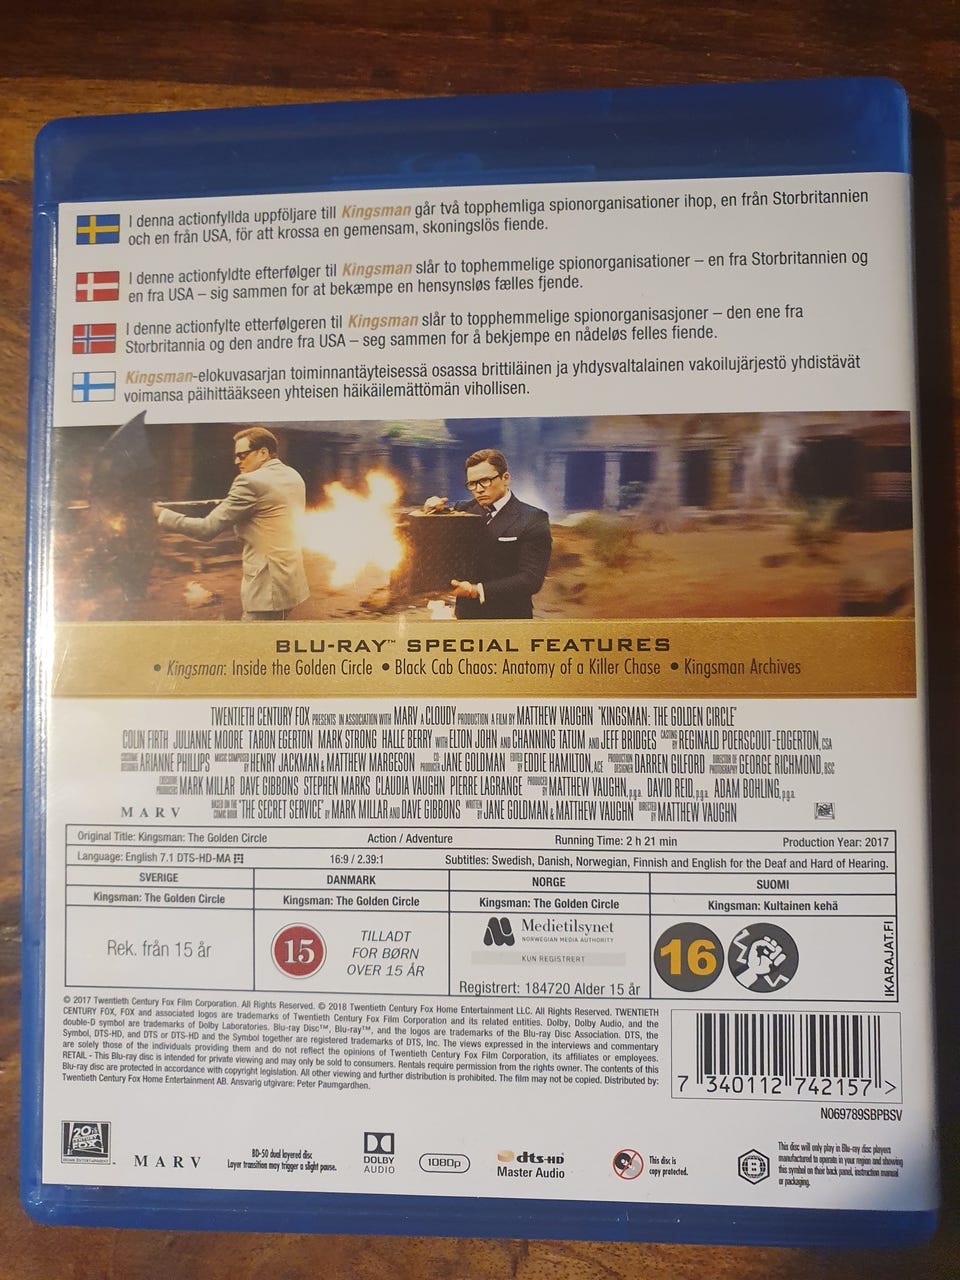 I denna actionfyllda uppföljare till Kingsman går två topphemliga spionorganisationer ihop, en från Storbritannien
och en från USA, för att krossa en gemensam, skoningslös fiende.
I denne actionfyldte efterfølger til Kingsman slår to tophemmelige spionorganisationer – en fra Storbritannien og
en fra USA – sig sammen for at bekæmpe en hensynsløs fælles fjende.
I denne actionfylte etterfølgeren til Kingsman slår to topphemmelige spionorganisasjoner – den ene fra
Storbritannia og den andre fra USA – seg sammen for å bekjempe en nådeløs felles fiende.
Kingsman-elokuvasarjan toiminnantäyteisessä osassa brittiläinen ja yhdysvaltalainen vakoilujärjestö yhdistävät
voimansa päihittääkseen yhteisen häikäilemättömän vihollisen.
BLU-RAY™ SPECIAL FEATURES
• Kingsman: Inside the Golden Circle • Black Cab Chaos: Anatomy of a Killer Chase • Kingsman Archives
TWENTIETH CENTURY FOX PRESENTS IN ASSOCIATION WITH MARV A CLOUDY PRODUCTION A FILM BY MATTHEW VAUGHN "KINGSMAN: THE GOLDEN CIRCLE"
COLIN FIRTH JULIANNE MOORE TARON EGERTON MARK STRONG HALLE BERRY WITH ELTON JOHN AND CHANNING TATUM AND JEFF BRIDGES CASTING BY REGINALD POERSCOUT-EDGERTON, CSA
COSTUME DESIGNER ARIANNE PHILLIPS MUSIC COMPOSED BY HENRY JACKMAN & MATTHEW MARGESON CO-PRODUCER JANE GOLDMAN EDITED BY EDDIE HAMILTON, ACE PRODUCTION DESIGNER DARREN GILFORD DIRECTOR OF PHOTOGRAPHY GEORGE RICHMOND, BSC
EXECUTIVE PRODUCERS MARK MILLAR DAVE GIBBONS STEPHEN MARKS CLAUDIA VAUGHN PIERRE LAGRANGE PRODUCED BY MATTHEW VAUGHN, p.g.a. DAVID REID, p.g.a. ADAM BOHLING, p.g.a.
MARV BASED ON THE COMIC BOOK "THE SECRET SERVICE" BY MARK MILLAR AND DAVE GIBBONS WRITTEN BY JANE GOLDMAN & MATTHEW VAUGHN DIRECTED BY MATTHEW VAUGHN
Original Title: Kingsman: The Golden Circle Action / Adventure Running Time: 2 h 21 min Production Year: 2017
Language: English 7.1 DTS-HD-MA 16:9 / 2.39:1 Subtitles: Swedish, Danish, Norwegian, Finnish and English for the Deaf and Hard of Hearing.
SVERIGE DANMARK NORGE SUOMI
Kingsman: The Golden Circle Kingsman: The Golden Circle Kingsman: The Golden Circle Kingsman: Kultainen kehä
Rek. från 15 år
15
TILLADT
FOR BØRN
OVER 15 ÅR
Medietilsynet
NORWEGIAN MEDIA AUTHORITY
KUN REGISTRERT
Registrert: 184720 Alder 15 år
16
IKARAJAT.FI
© 2017 Twentieth Century Fox Film Corporation. All Rights Reserved. © 2018 Twentieth Century Fox Home Entertainment LLC. All Rights Reserved. TWENTIETH
CENTURY FOX, FOX and associated logos are trademarks of Twentieth Century Fox Film Corporation and its related entities. Dolby, Dolby Audio, and the
double-D symbol are trademarks of Dolby Laboratories. Blu-ray Disc™, Blu-ray™, and the logos are trademarks of the Blu-ray Disc Association. DTS, the
Symbol, DTS-HD, and DTS or DTS-HD and the Symbol together are registered trademarks of DTS, Inc. The views expressed in the interviews and commentary
are solely those of the individuals providing them and do not reflect the opinions of Twentieth Century Fox Film Corporation, its affiliates or employees.
RETAIL - This Blu-ray disc is intended for private viewing and may only be sold to consumers. Rentals require permission from the rights owner. The contents of this
Blu-ray disc are protected in accordance with copyright legislation. All other viewing and further distribution is prohibited. The film may not be copied. Distributed by:
Twentieth Century Fox Home Entertainment AB. Ansvarig utgivare: Peter Paumgardhen.
7 340112 742157 >
N069789SBPBSV
20th CENTURY FOX
HOME ENTERTAINMENT
MARV
BD-50 dual layered disc
Layer transition may trigger a slight pause.
DOLBY
AUDIO
1080p
dts-HD
Master Audio
This disc is
copy protected.
B
This disc will only play in Blu-ray disc players
manufactured to operate in your region and showing
this symbol on their back panel, instruction manual
or packaging.